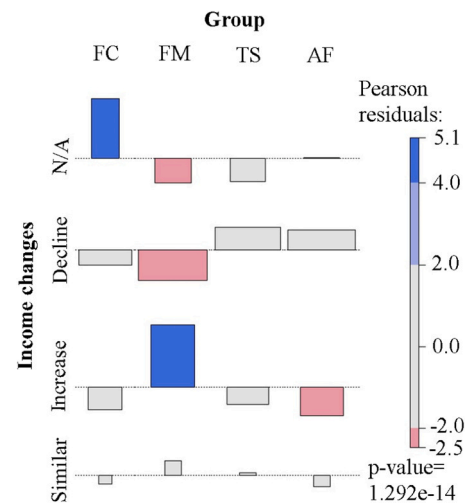 Group
FC FM TS AF
Pearson
residuals:
5.1
4.0
2.0
0.0
-2.0
-2.5
p-value=
1.292e-14
Income changes
N/A
Decline
Increase
Similar